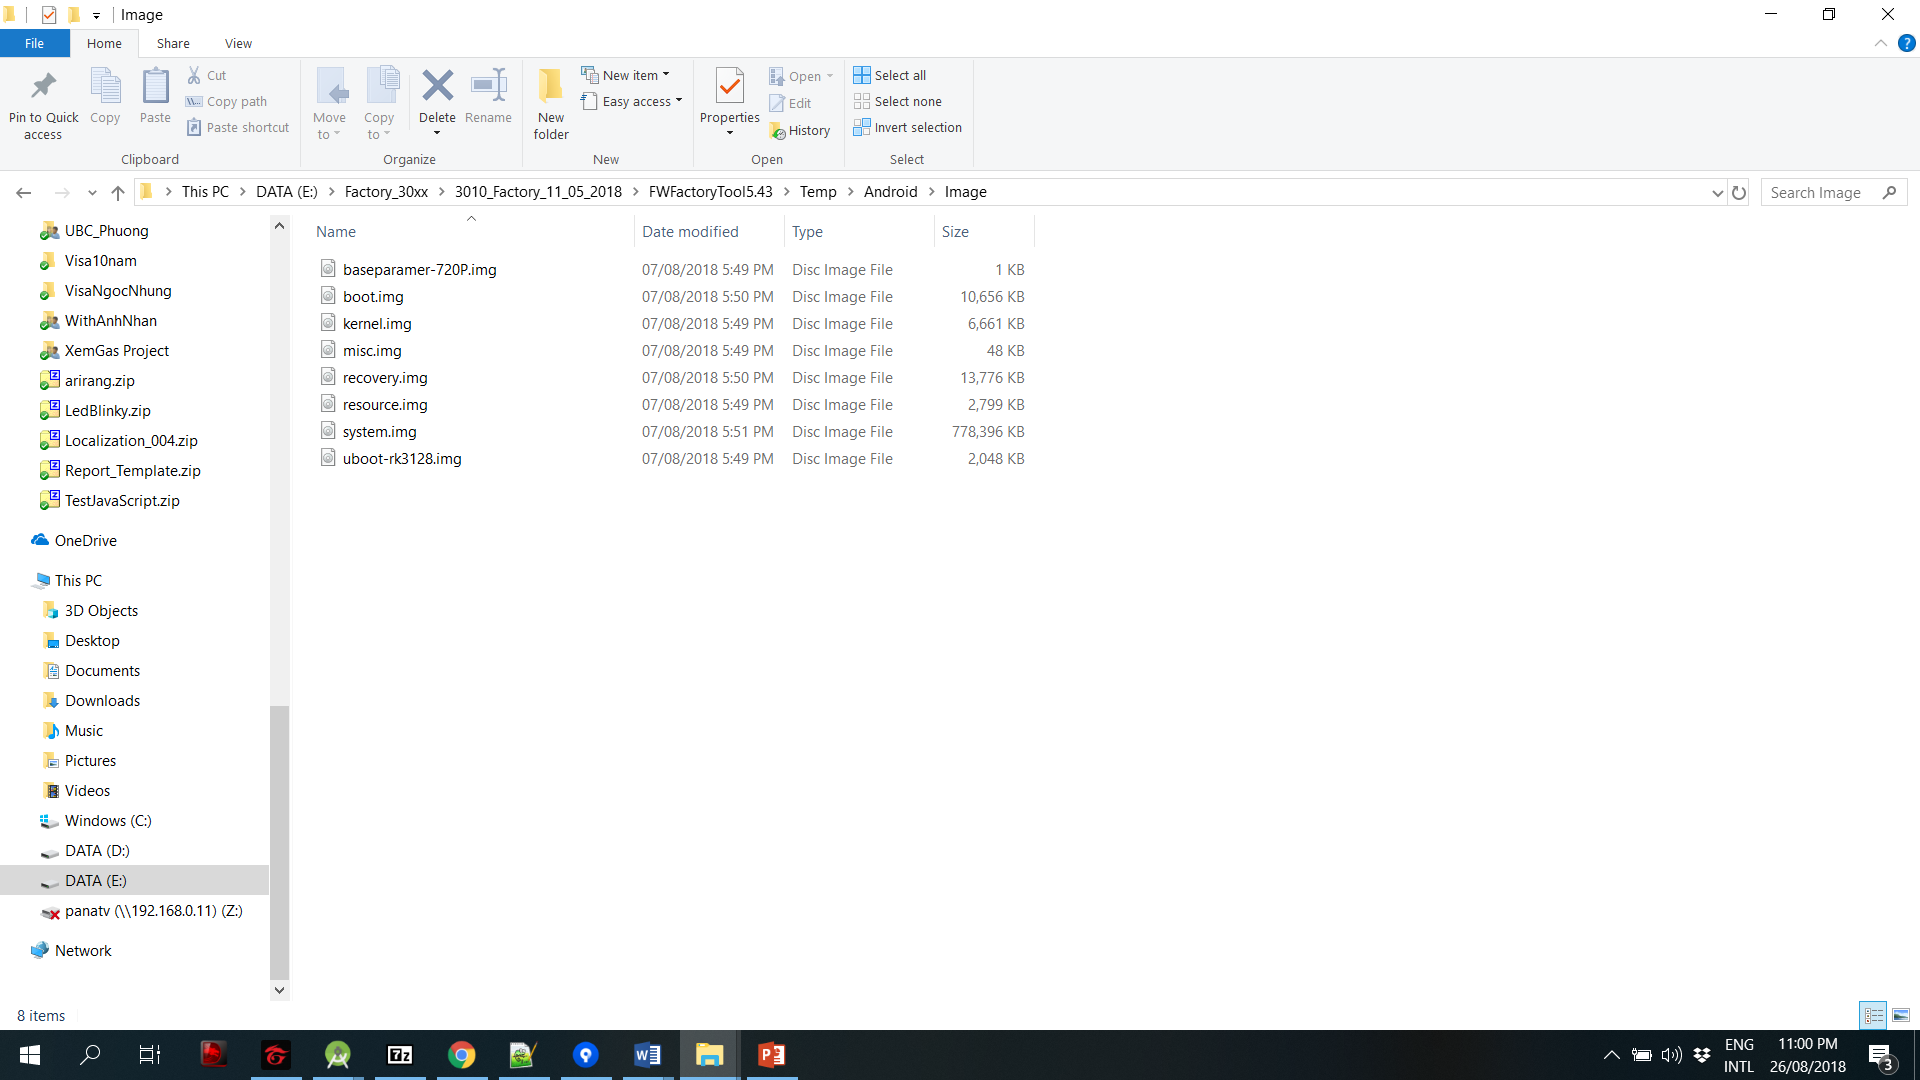 Image
File Home Share View
Pin to Quick access
Copy
Paste
Cut
Copy path
Paste shortcut
Clipboard
Move to
Copy to
Delete
Rename
Organize
New folder
New item
Easy access
New
Properties
Open
Edit
History
Open
Select all
Select none
Invert selection
Select
This PC > DATA (E:) > Factory_30xx > 3010_Factory_11_05_2018 > FWFactoryTool5.43 > Temp > Android > Image
Search Image
UBC_Phuong
Visa10nam
VisaNgocNhung
WithAnhNhan
XemGas Project
arirang.zip
LedBlinky.zip
Localization_004.zip
Report_Template.zip
TestJavaScript.zip
OneDrive
This PC
3D Objects
Desktop
Documents
Downloads
Music
Pictures
Videos
Windows (C:)
DATA (D:)
DATA (E:)
panatv (\\192.168.0.11) (Z:)
Network
Name Date modified Type Size
baseparamer-720P.img 07/08/2018 5:49 PM Disc Image File 1 KB
boot.img 07/08/2018 5:50 PM Disc Image File 10,656 KB
kernel.img 07/08/2018 5:49 PM Disc Image File 6,661 KB
misc.img 07/08/2018 5:49 PM Disc Image File 48 KB
recovery.img 07/08/2018 5:50 PM Disc Image File 13,776 KB
resource.img 07/08/2018 5:49 PM Disc Image File 2,799 KB
system.img 07/08/2018 5:51 PM Disc Image File 778,396 KB
uboot-rk3128.img 07/08/2018 5:49 PM Disc Image File 2,048 KB
8 items
7z
ENG
INTL
11:00 PM
26/08/2018
3